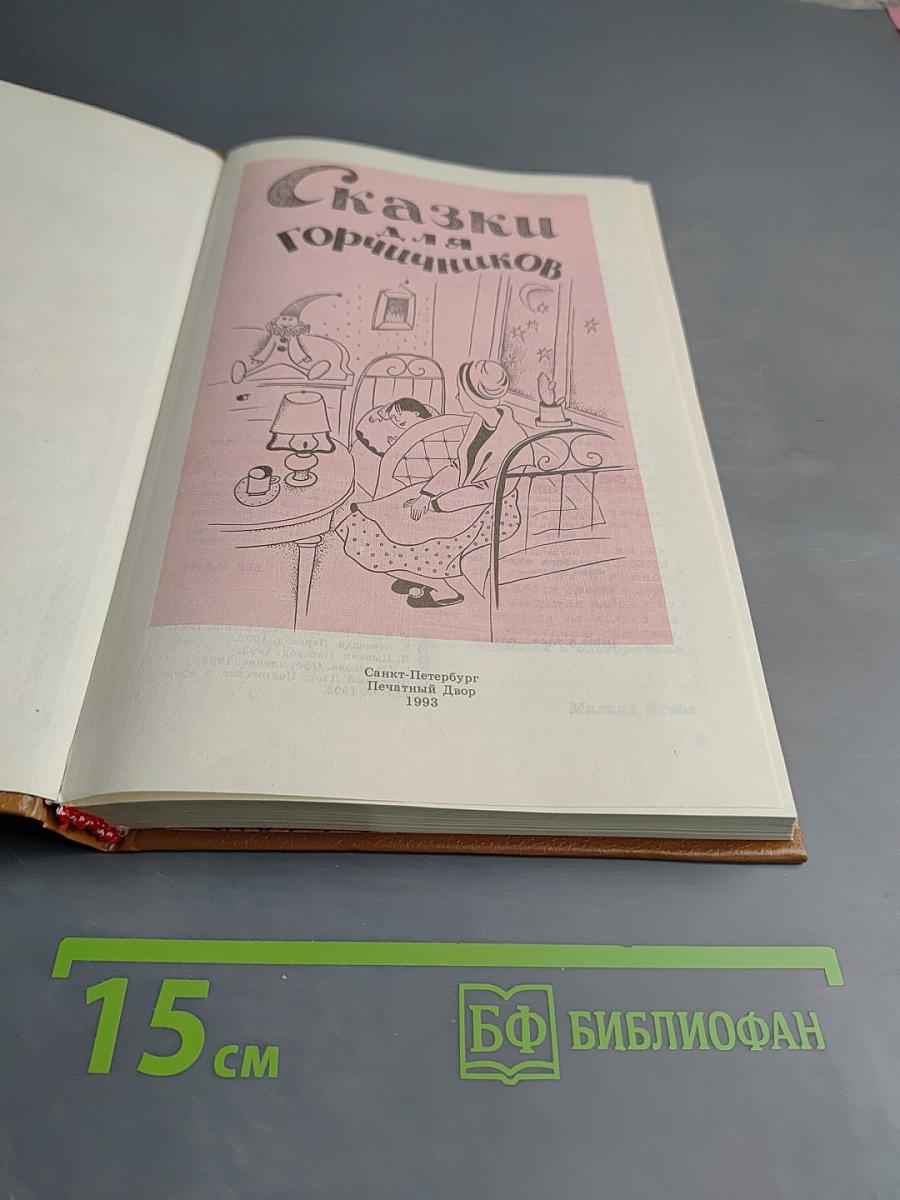 Сказки
для
горчичников
Санкт-Петербург
Печатный Двор
1993
15 см
БФ БИБЛИОФАН